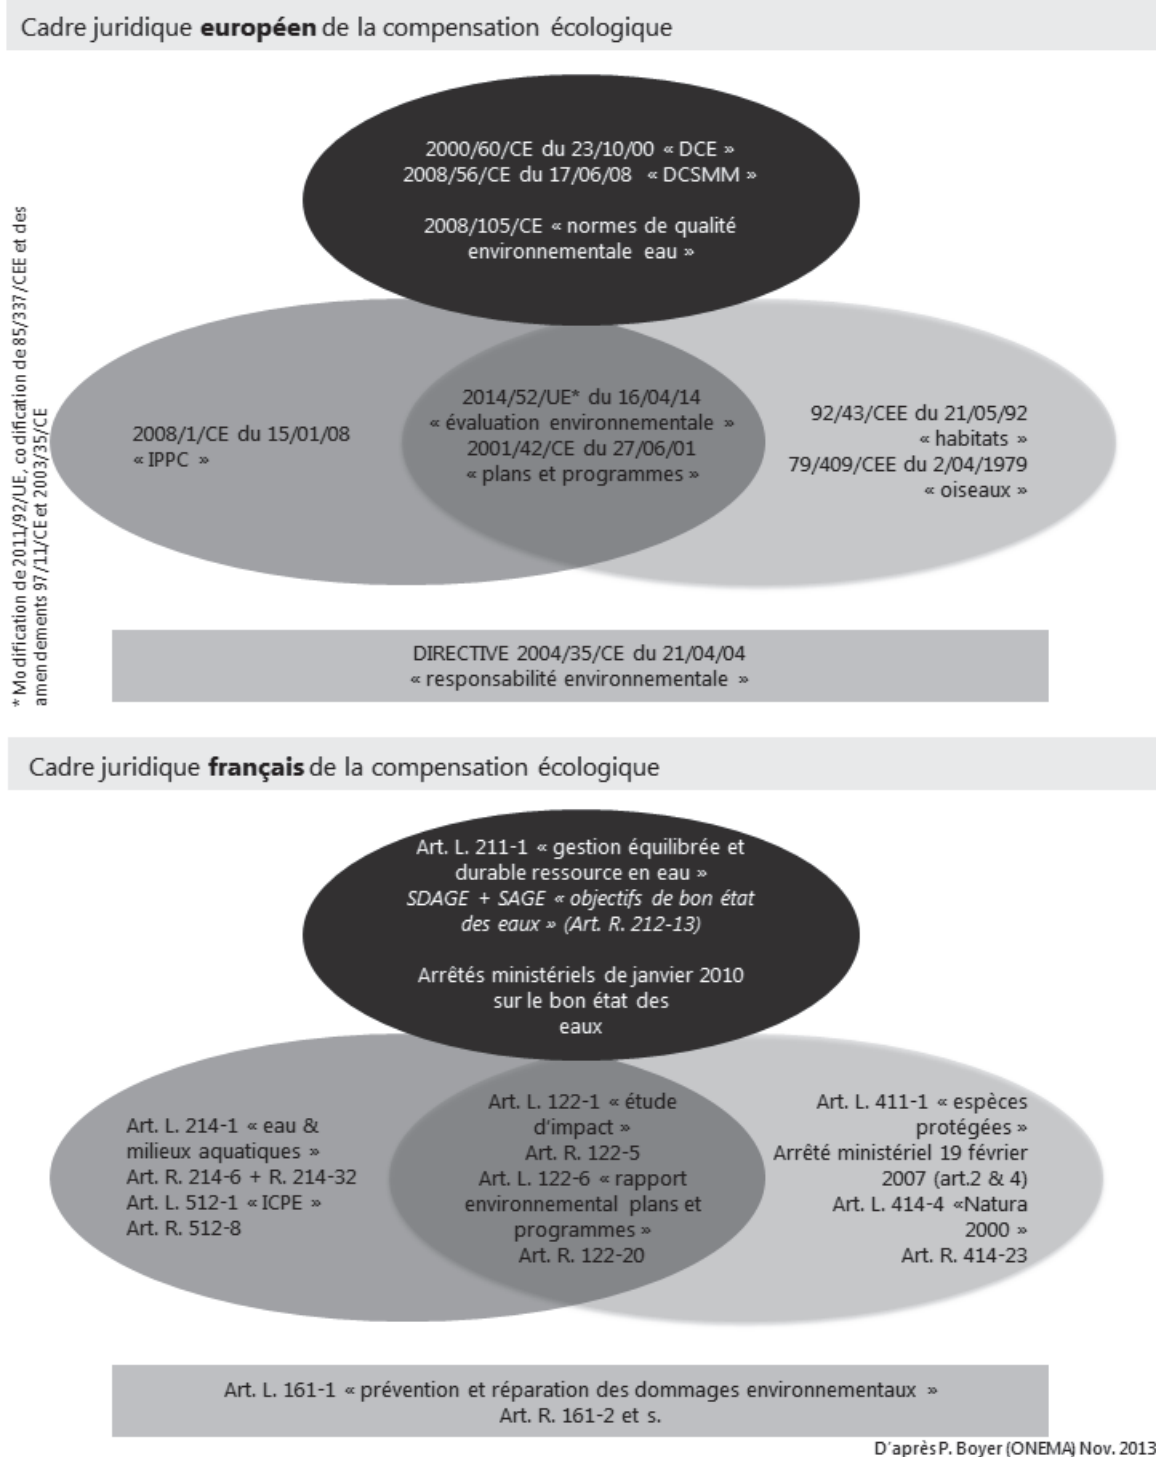 Cadre juridique européen de la compensation écologique
2000/60/CE du 23/10/00 « DCE »
2008/56/CE du 17/06/08 « DCSMM »
2008/105/CE « normes de qualité
environnementale eau »
2008/1/CE du 15/01/08
« IPPC »
2014/52/UE* du 16/04/14
« évaluation environnementale »
2001/42/CE du 27/06/01
« plans et programmes »
92/43/CEE du 21/05/92
« habitats »
79/409/CEE du 2/04/1979
« oiseaux »
* Modification de 2011/92/UE, codification de 85/337/CEE et des
amendements 97/11/CE et 2003/35/CE
DIRECTIVE 2004/35/CE du 21/04/04
« responsabilité environnementale »
Cadre juridique français de la compensation écologique
Art. L. 211-1 « gestion équilibrée et
durable ressource en eau »
SDAGE + SAGE « objectifs de bon état
des eaux » (Art. R. 212-13)
Arrêtés ministériels de janvier 2010
sur le bon état des
eaux
Art. L. 214-1 « eau &
milieux aquatiques »
Art. R. 214-6 + R. 214-32
Art. L. 512-1 « ICPE »
Art. R. 512-8
Art. L. 122-1 « étude
d'impact »
Art. R. 122-5
Art. L. 122-6 « rapport
environnemental plans et
programmes »
Art. R. 122-20
Art. L. 411-1 « espèces
protégées »
Arrêté ministériel 19 février
2007 (art.2 & 4)
Art. L. 414-4 «Natura
2000 »
Art. R. 414-23
Art. L. 161-1 « prévention et réparation des dommages environnementaux »
Art. R. 161-2 et s.
D'après P. Boyer (ONEMA) Nov. 2013